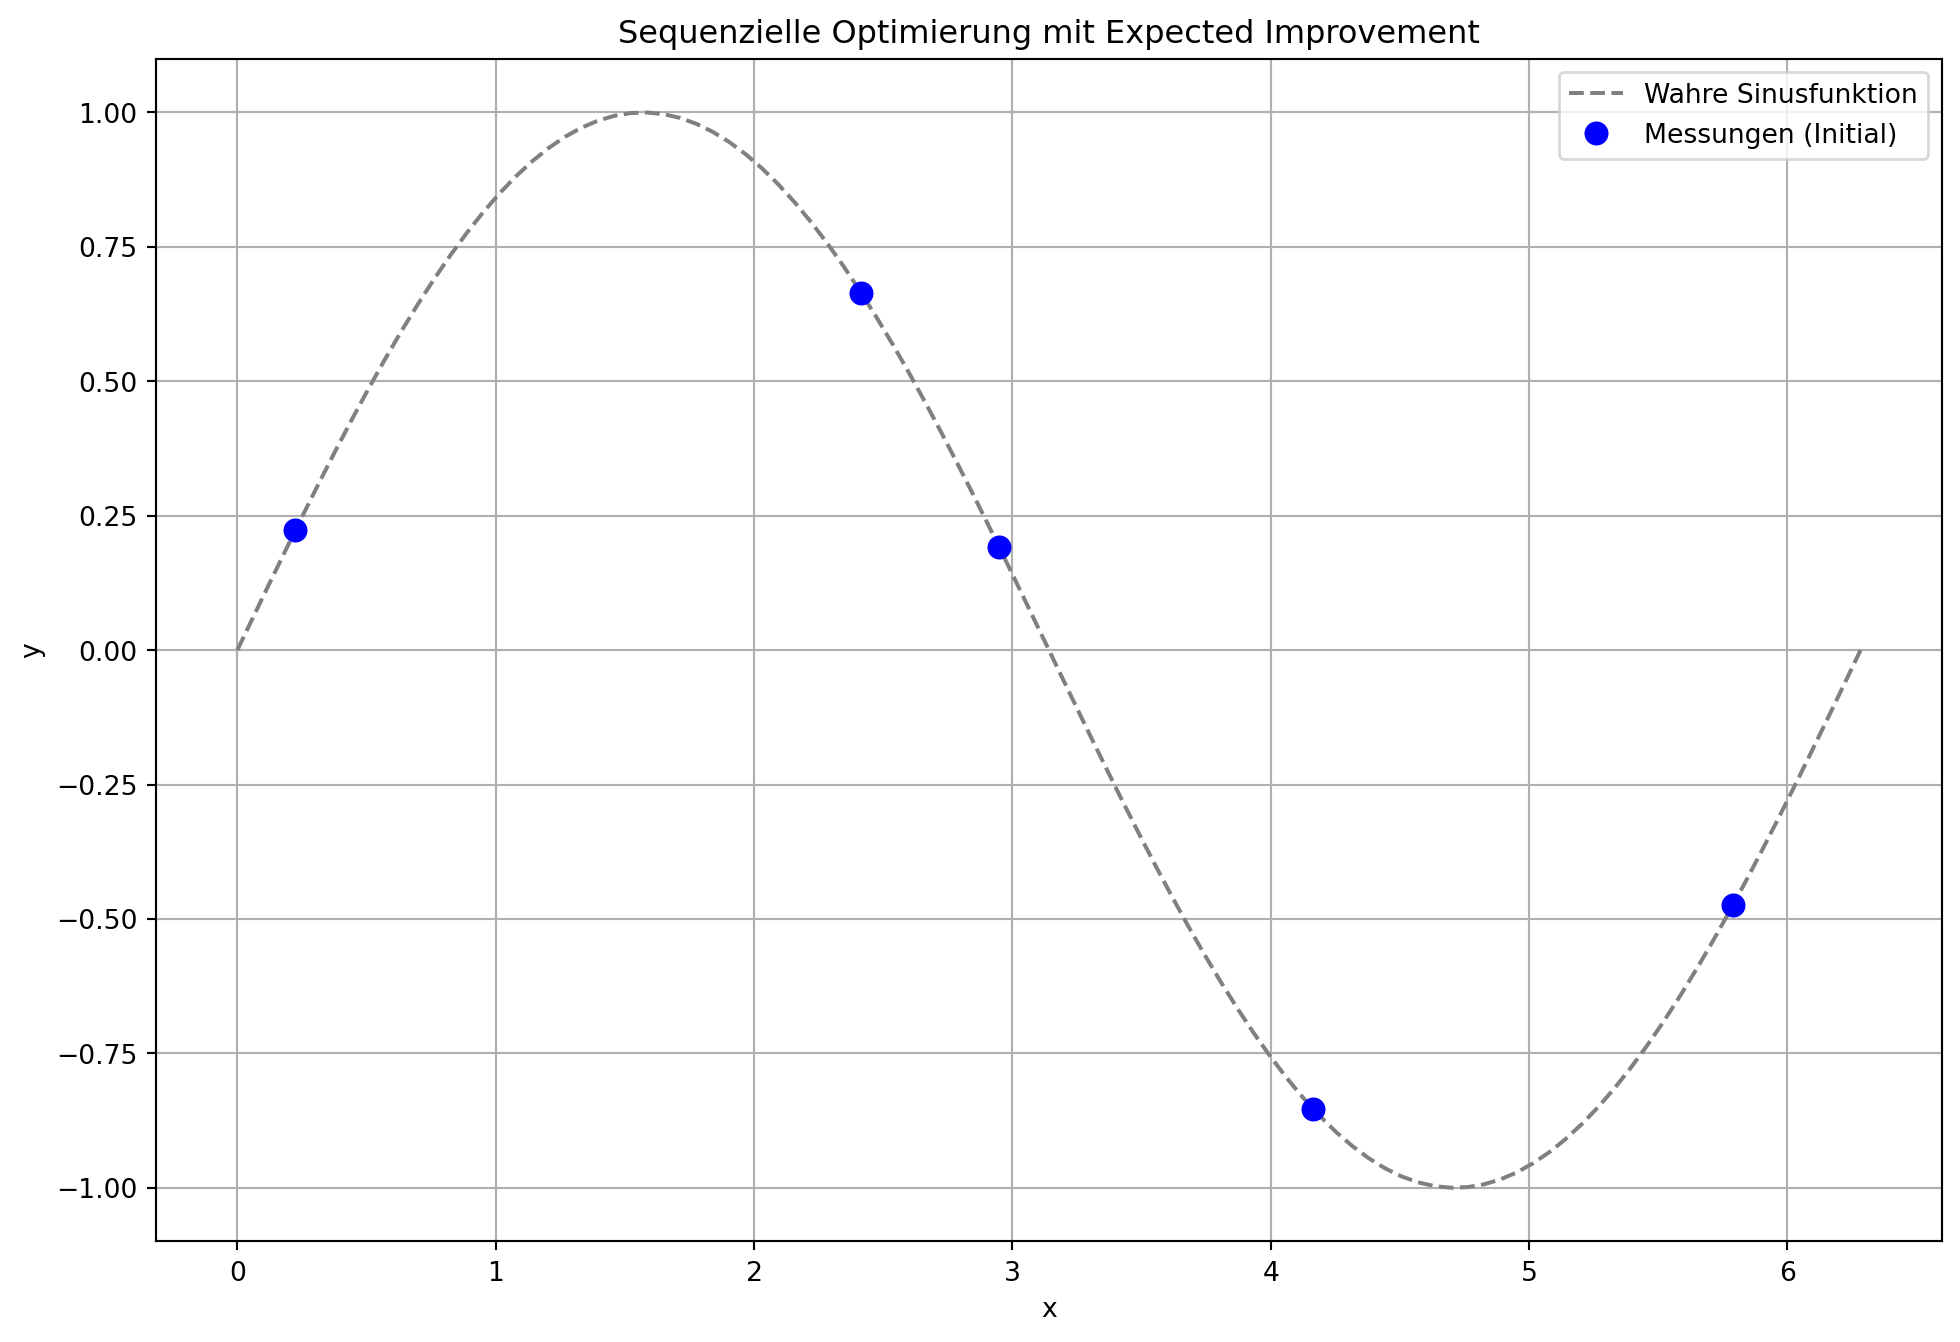 Sequenzielle Optimierung mit Expected Improvement
Wahre Sinusfunktion
Messungen (Initial)
1.00
0.75
0.50
0.25
0.00
−0.25
−0.50
−0.75
−1.00
y
0 1 2 3 4 5 6
x